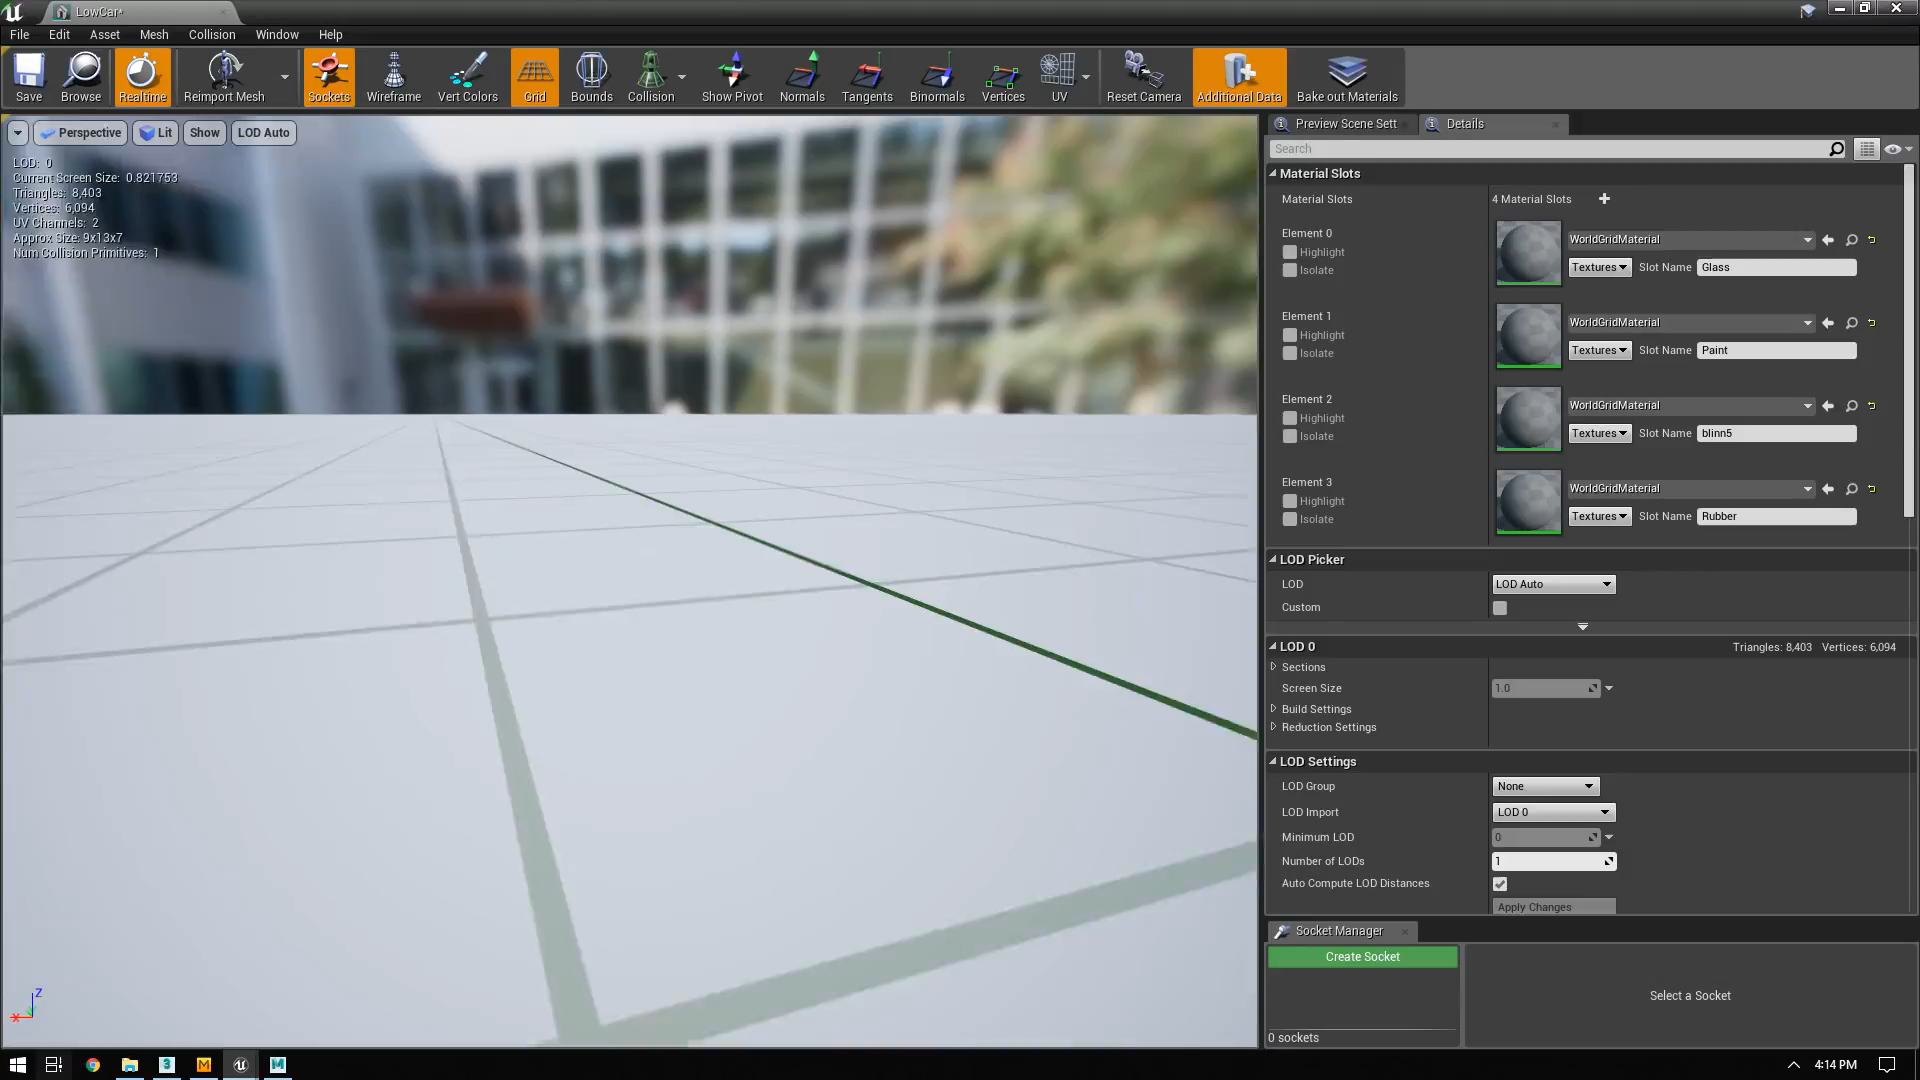 LowCar*
File Edit Asset Mesh Collision Window Help
Save Browse Realtime Reimport Mesh Sockets Wireframe Vert Colors Grid Bounds Collision Show Pivot Normals Tangents Binormals Vertices UV Reset Camera Additional Data Bake out Materials
Perspective Lit Show LOD Auto
LOD: 0
Current Screen Size: 0.821753
Triangles: 8,403
Vertices: 6,094
UV Channels: 2
Approx Size: 9x13x7
Num Collision Primitives: 1
Z
X
Preview Scene Sett Details
Search
Material Slots
Material Slots 4 Material Slots
Element 0
Highlight
Isolate
WorldGridMaterial
Textures Slot Name Glass
Element 1
Highlight
Isolate
WorldGridMaterial
Textures Slot Name Paint
Element 2
Highlight
Isolate
WorldGridMaterial
Textures Slot Name blinn5
Element 3
Highlight
Isolate
WorldGridMaterial
Textures Slot Name Rubber
LOD Picker
LOD LOD Auto
Custom
LOD 0 Triangles: 8,403 Vertices: 6,094
Sections
Screen Size 1.0
Build Settings
Reduction Settings
LOD Settings
LOD Group None
LOD Import LOD 0
Minimum LOD 0
Number of LODs 1
Auto Compute LOD Distances
Apply Changes
Socket Manager
Create Socket
Select a Socket
0 sockets
4:14 PM